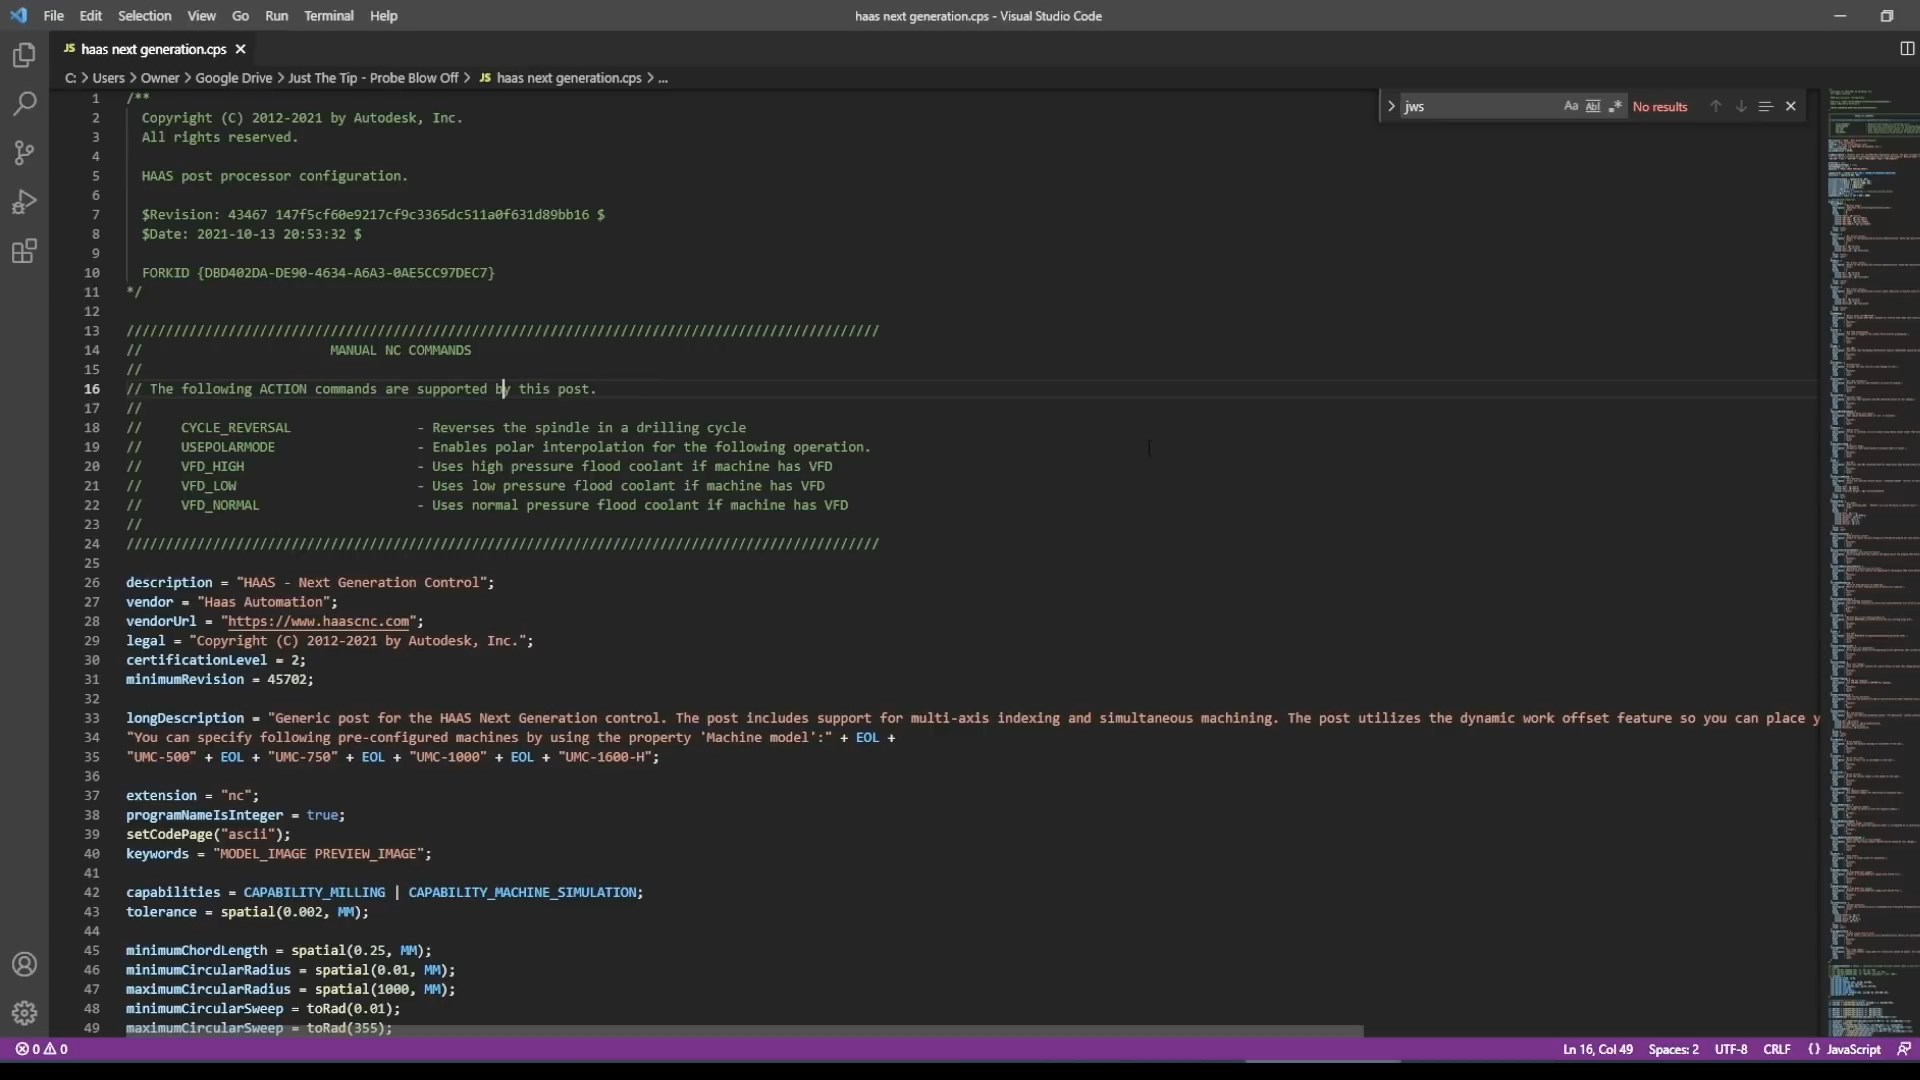 File Edit Selection View Go Run Terminal Help
haas next generation.cps - Visual Studio Code
JS haas next generation.cps
C: > Users > Owner > Google Drive > Just The Tip - Probe Blow Off > JS haas next generation.cps > ...
jws
Aa Abl .* No results
1 /**
2 Copyright (C) 2012-2021 by Autodesk, Inc.
3 All rights reserved.
4
5 HAAS post processor configuration.
6
7 $Revision: 43467 147f5cf60e9217cf9c3365dc511a0f631d89bb16 $
8 $Date: 2021-10-13 20:53:32 $
9
10 FORKID {DBD402DA-DE90-4634-A6A3-0AE5CC97DEC7}
11 */
12
13 ////////////////////////////////////////////////////////////////////////////////////////////////
14 // MANUAL NC COMMANDS
15 //
16 // The following ACTION commands are supported by this post.
17 //
18 // CYCLE_REVERSAL - Reverses the spindle in a drilling cycle
19 // USEPOLARMODE - Enables polar interpolation for the following operation.
20 // VFD_HIGH - Uses high pressure flood coolant if machine has VFD
21 // VFD_LOW - Uses low pressure flood coolant if machine has VFD
22 // VFD_NORMAL - Uses normal pressure flood coolant if machine has VFD
23 //
24 ////////////////////////////////////////////////////////////////////////////////////////////////
25
26 description = "HAAS - Next Generation Control";
27 vendor = "Haas Automation";
28 vendorUrl = "https://www.haascnc.com";
29 legal = "Copyright (C) 2012-2021 by Autodesk, Inc.";
30 certificationLevel = 2;
31 minimumRevision = 45702;
32
33 longDescription = "Generic post for the HAAS Next Generation control. The post includes support for multi-axis indexing and simultaneous machining. The post utilizes the dynamic work offset feature so you can place y
34 "You can specify following pre-configured machines by using the property 'Machine model':" + EOL +
35 "UMC-500" + EOL + "UMC-750" + EOL + "UMC-1000" + EOL + "UMC-1600-H";
36
37 extension = "nc";
38 programNameIsInteger = true;
39 setCodePage("ascii");
40 keywords = "MODEL_IMAGE PREVIEW_IMAGE";
41
42 capabilities = CAPABILITY_MILLING | CAPABILITY_MACHINE_SIMULATION;
43 tolerance = spatial(0.002, MM);
44
45 minimumChordLength = spatial(0.25, MM);
46 minimumCircularRadius = spatial(0.01, MM);
47 maximumCircularRadius = spatial(1000, MM);
48 minimumCircularSweep = toRad(0.01);
49 maximumCircularSweep = toRad(355);
0 0
Ln 16, Col 49 Spaces: 2 UTF-8 CRLF {} JavaScript